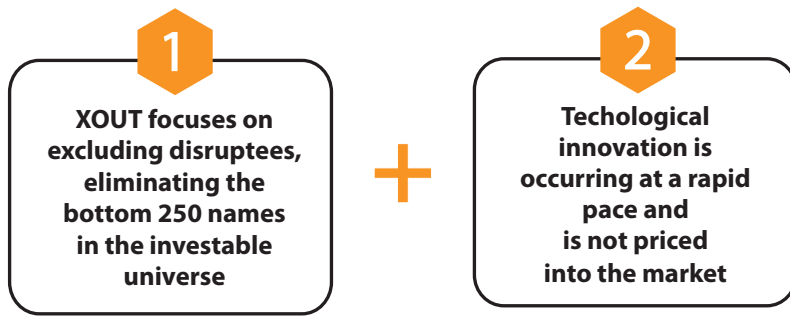 1
XOUT focuses on
excluding disruptees,
eliminating the
bottom 250 names
in the investable
universe
+
2
Techological
innovation is
occurring at a rapid
pace and
is not priced
into the market